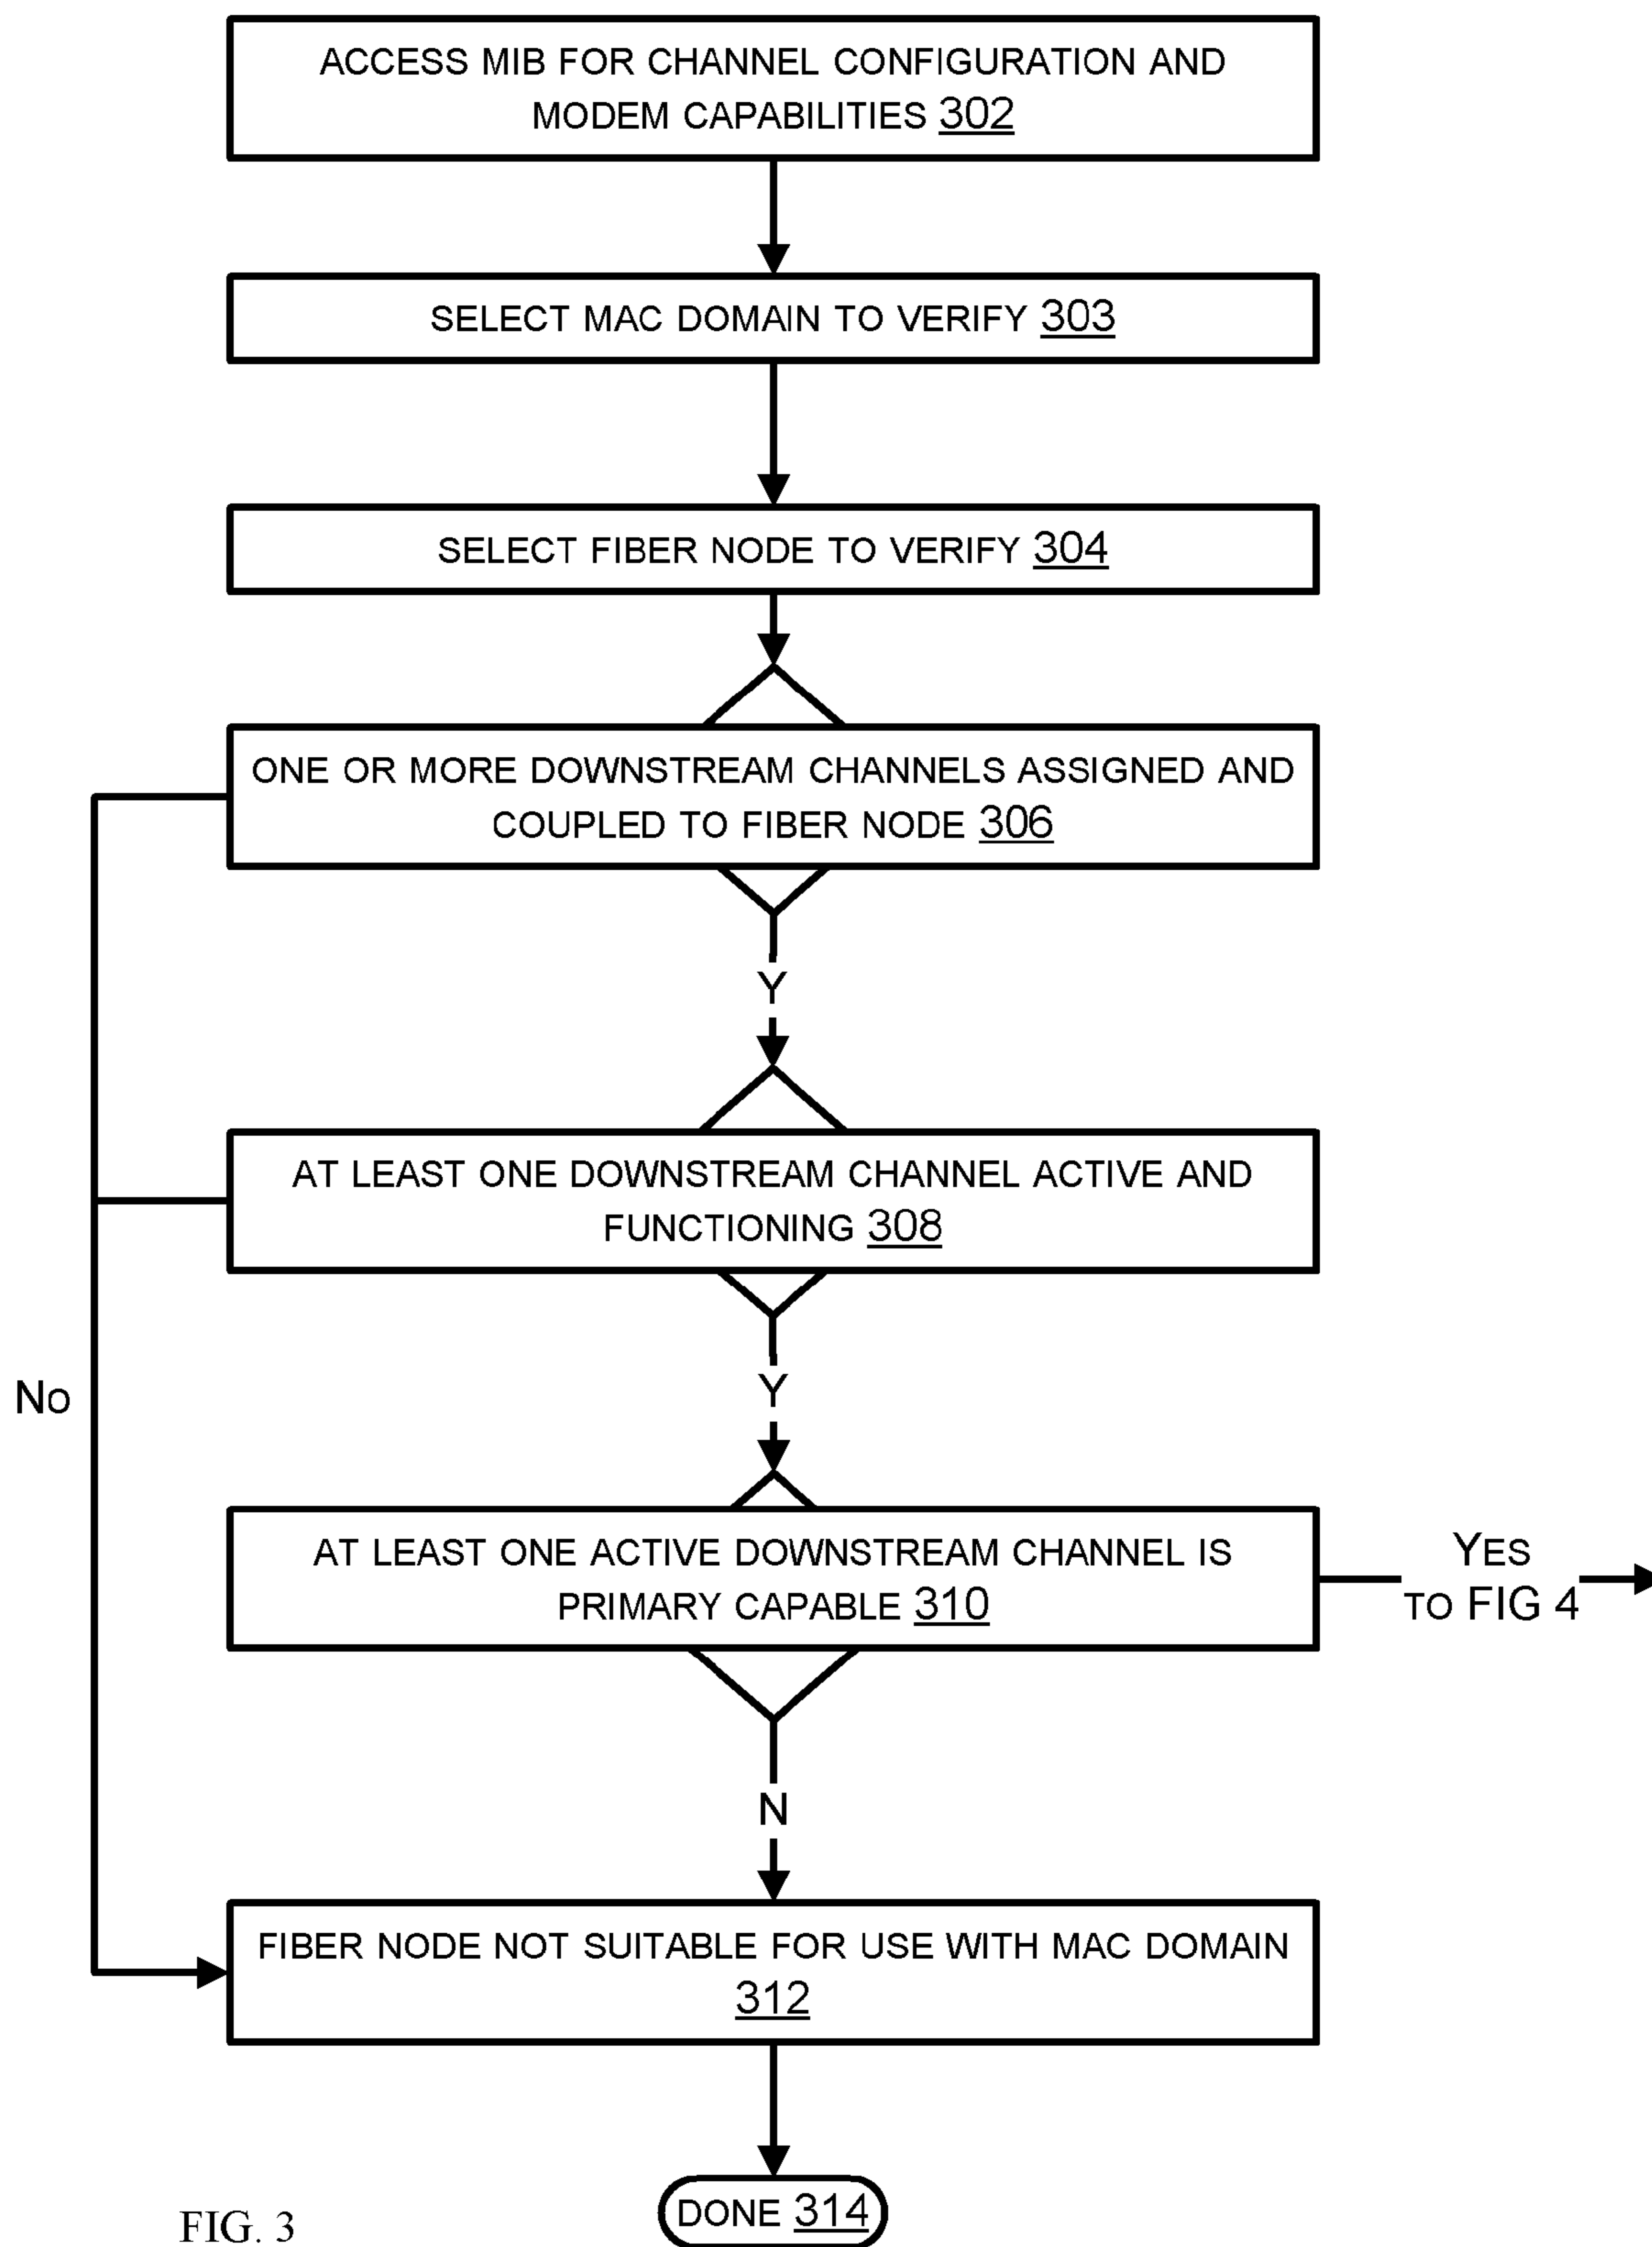 ACCESS MIB FOR CHANNEL CONFIGURATION AND
MODEM CAPABILITIES 302
SELECT MAC DOMAIN TO VERIFY 303
SELECT FIBER NODE TO VERIFY 304
ONE OR MORE DOWNSTREAM CHANNELS ASSIGNED AND
COUPLED TO FIBER NODE 306
Y
AT LEAST ONE DOWNSTREAM CHANNEL ACTIVE AND
FUNCTIONING 308
Y
NO
AT LEAST ONE ACTIVE DOWNSTREAM CHANNEL IS
PRIMARY CAPABLE 310
YES
TO FIG 4
N
FIBER NODE NOT SUITABLE FOR USE WITH MAC DOMAIN
312
DONE 314
FIG. 3